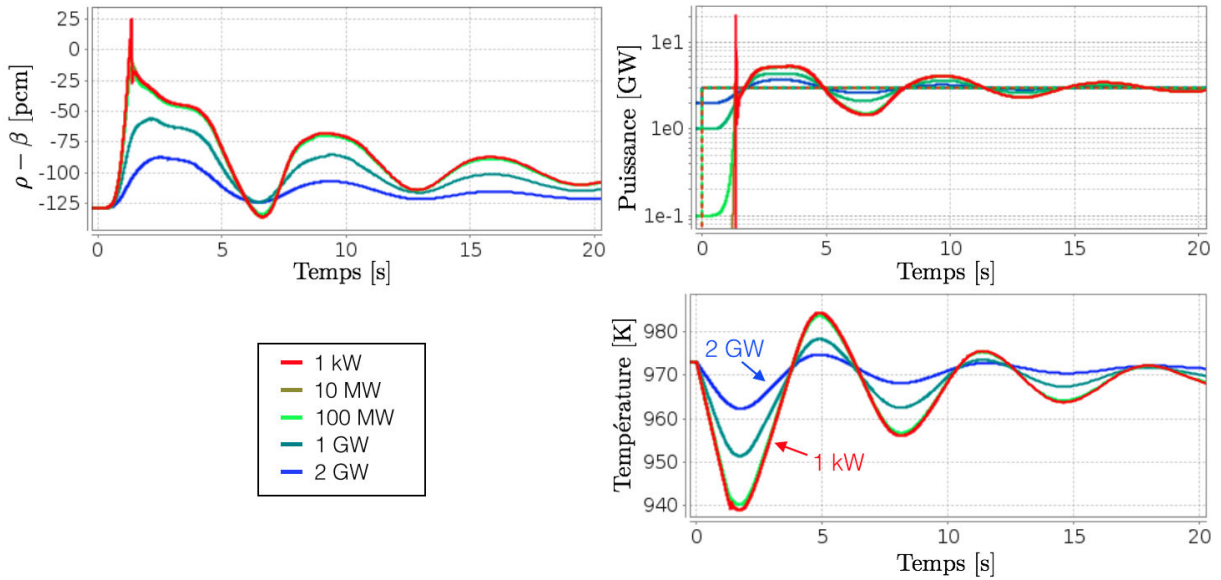 25
0
-25
-50
-75
-100
-125
ρ − β [pcm]
0 5 10 15 20
Temps [s]
1e1
1e0
1e-1
Puissance [GW]
0 5 10 15 20
Temps [s]
1 kW
10 MW
100 MW
1 GW
2 GW
980
970
960
950
940
Température [K]
2 GW
1 kW
0 5 10 15 20
Temps [s]